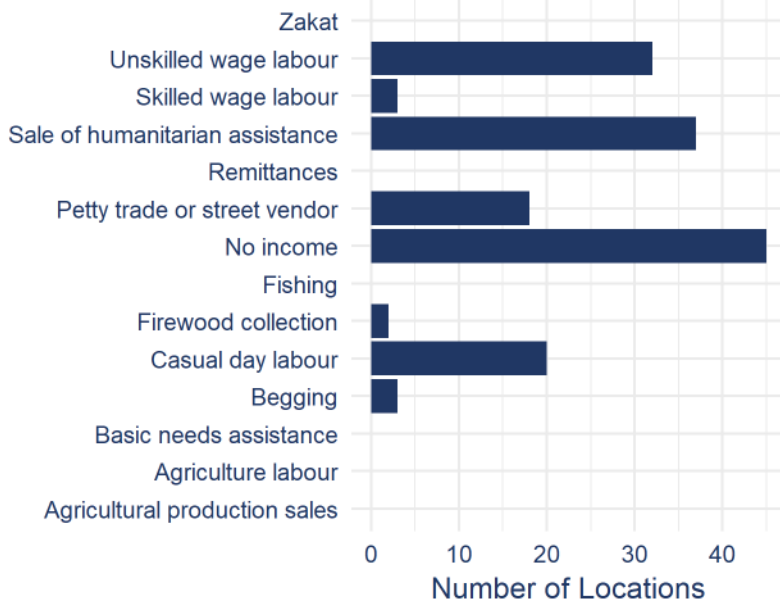 Zakat
Unskilled wage labour
Skilled wage labour
Sale of humanitarian assistance
Remittances
Petty trade or street vendor
No income
Fishing
Firewood collection
Casual day labour
Begging
Basic needs assistance
Agriculture labour
Agricultural production sales
0 10 20 30 40
Number of Locations